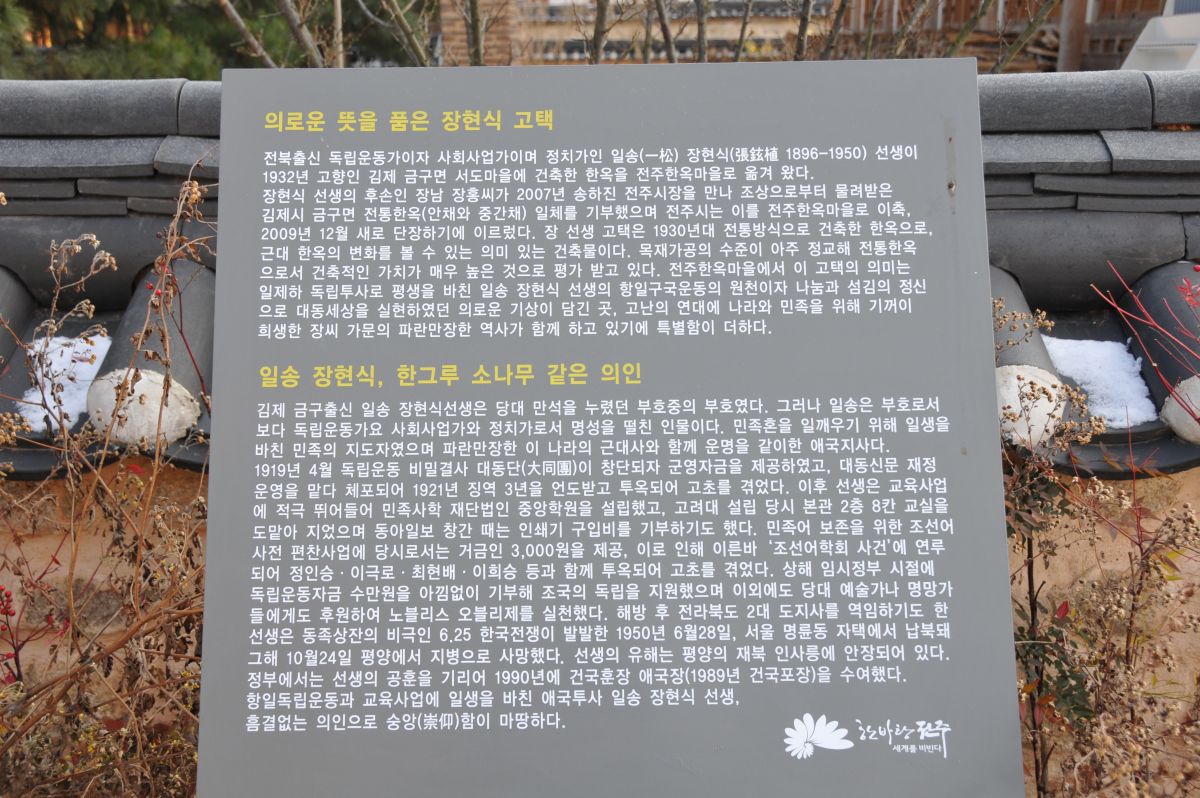 의로운 뜻을 품은 장현식 고택
전북출신 독립운동가이자 사회사업가이며 정치가인 일송(一松) 장현식(張鉉植 1896-1950) 선생이
1932년 고향인 김제 금구면 서도마을에 건축한 한옥을 전주한옥마을로 옮겨 왔다.
장현식 선생의 후손인 장남 장홍씨가 2007년 송하진 전주시장을 만나 조상으로부터 물려받은
김제시 금구면 전통한옥(안채와 중간채) 일체를 기부했으며 전주시는 이를 전주한옥마을로 이축,
2009년 12월 새로 단장하기에 이르렀다. 장 선생 고택은 1930년대 전통방식으로 건축한 한옥으로,
근대 한옥의 변화를 볼 수 있는 의미 있는 건축물이다. 목재가공의 수준이 아주 정교해 전통한옥
으로서 건축적인 가치가 매우 높은 것으로 평가 받고 있다. 전주한옥마을에서 이 고택의 의미는
일제하 독립투사로 평생을 바친 일송 장현식 선생의 항일구국운동의 원천이자 나눔과 섬김의 정신
으로 대동세상을 실현하였던 의로운 기상이 담긴 곳, 고난의 연대에 나라와 민족을 위해 기꺼이
희생한 장씨 가문의 파란만장한 역사가 함께 하고 있기에 특별함이 더하다.
일송 장현식, 한그루 소나무 같은 의인
김제 금구출신 일송 장현식선생은 당대 만석을 누렸던 부호중의 부호였다. 그러나 일송은 부호로서
보다 독립운동가요 사회사업가와 정치가로서 명성을 떨친 인물이다. 민족혼을 일깨우기 위해 일생을
바친 민족의 지도자였으며 파란만장한 이 나라의 근대사와 함께 운명을 같이한 애국지사다.
1919년 4월 독립운동 비밀결사 대동단(大同團)이 창단되자 군영자금을 제공하였고, 대동신문 재정
운영을 맡다 체포되어 1921년 징역 3년을 언도받고 투옥되어 고초를 겪었다. 이후 선생은 교육사업
에 적극 뛰어들어 민족사학 재단법인 중앙학원을 설립했고, 고려대 설립 당시 본관 2층 8칸 교실을
도맡아 지었으며 동아일보 창간 때는 인쇄기 구입비를 기부하기도 했다. 민족어 보존을 위한 조선어
사전 편찬사업에 당시로서는 거금인 3,000원을 제공, 이로 인해 이른바 ‘조선어학회 사건’에 연루
되어 정인승·이극로·최현배·이희승 등과 함께 투옥되어 고초를 겪었다. 상해 임시정부 시절에
독립운동자금 수만원을 아낌없이 기부해 조국의 독립을 지원했으며 이외에도 당대 예술가나 명망가
들에게도 후원하여 노블리스 오블리제를 실천했다. 해방 후 전라북도 2대 도지사를 역임하기도 한
선생은 동족상잔의 비극인 6.25 한국전쟁이 발발한 1950년 6월28일, 서울 명륜동 자택에서 납북돼
그해 10월24일 평양에서 지병으로 사망했다. 선생의 유해는 평양의 재북 인사릉에 안장되어 있다.
정부에서는 선생의 공훈을 기리어 1990년에 건국훈장 애국장(1989년 건국포장)을 수여했다.
항일독립운동과 교육사업에 일생을 바친 애국투사 일송 장현식 선생,
흠결없는 의인으로 숭앙(崇仰)함이 마땅하다.
한바탕 전주
세계를 비빈다